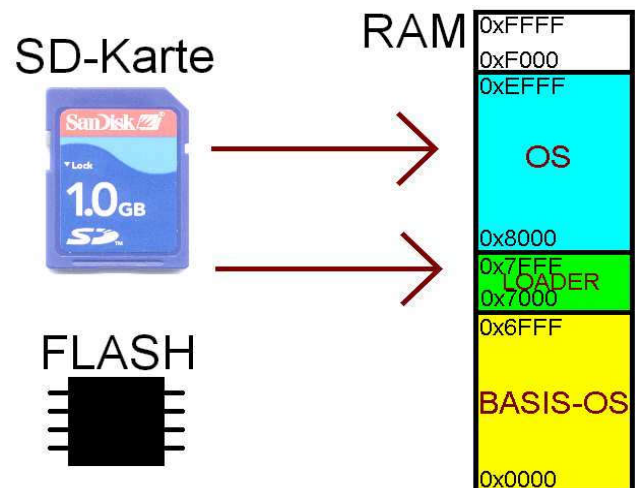 SD-Karte
SanDisk
Lock
1.0GB
SD
TM
FLASH
RAM
0xFFFF
0xF000
0xEFFF
OS
0x8000
0x7FFF
LOADER
0x7000
0x6FFF
BASIS-OS
0x0000